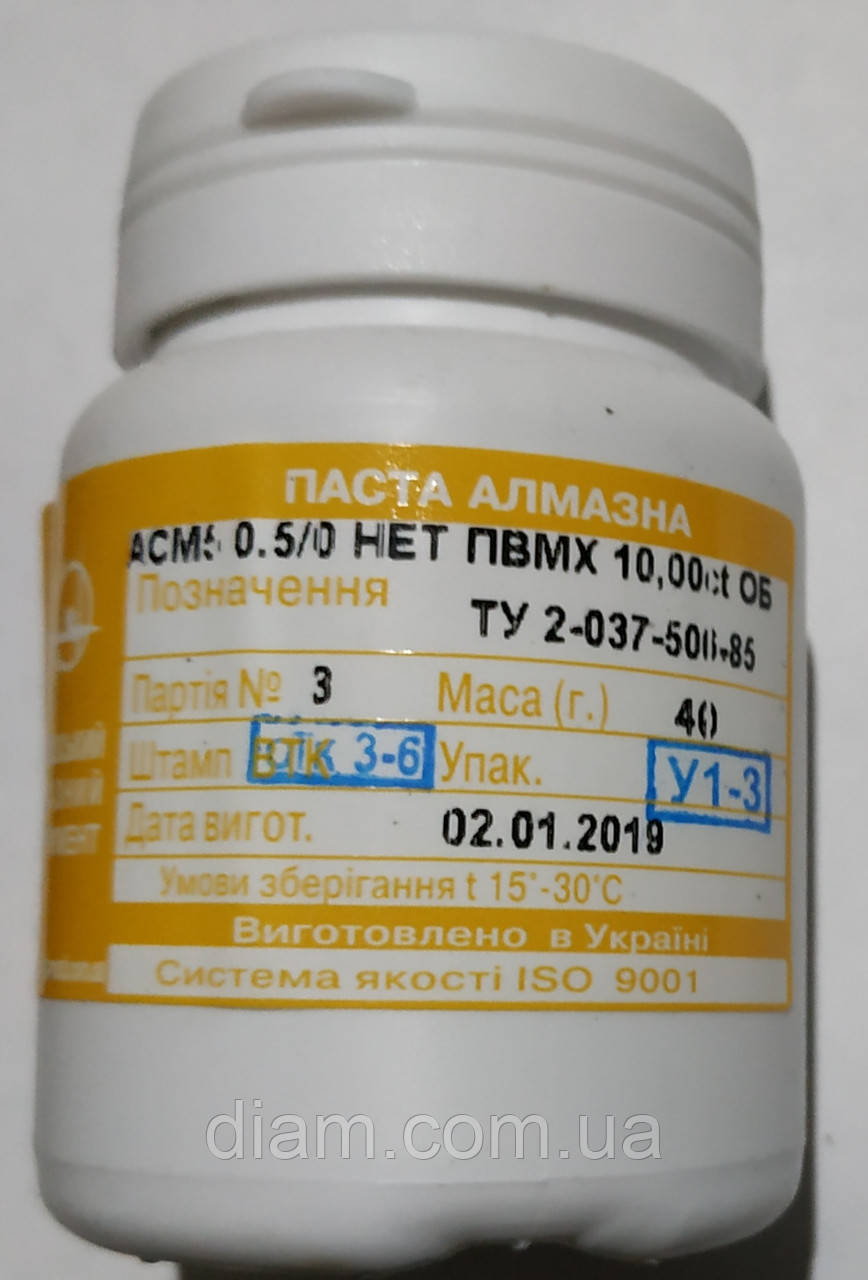 ПАСТА АЛМАЗНА
АСМ5 0.5/0 НЕТ ПВМХ 10,00ct ОБ
Позначення
ТУ 2-037-506-85
Партія № 3 Маса (г.) 40
Штамп ВТК 3-6 Упак. У1-3
Дата вигот. 02.01.2019
Умови зберігання t 15°-30°С
Виготовлено в Україні
Система якості ISO 9001
diam.com.ua